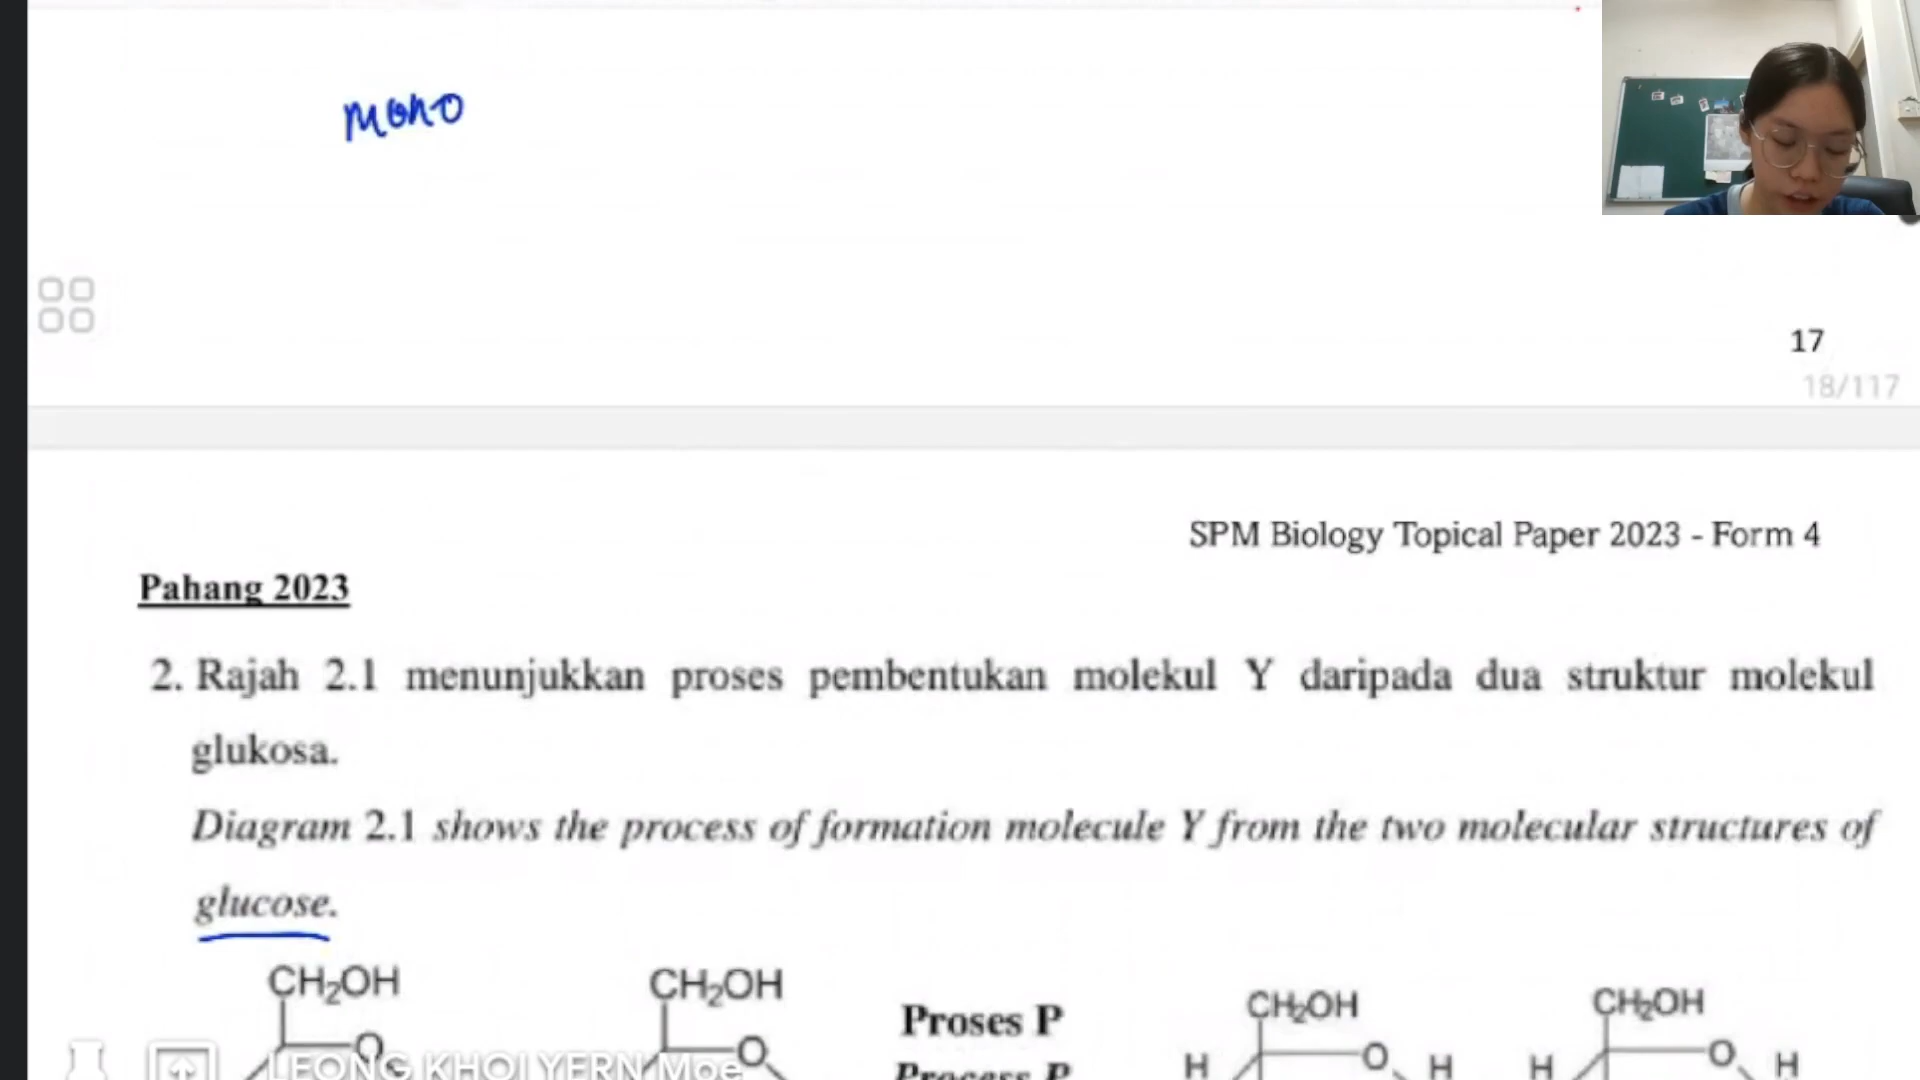 mono
17
18/117
SPM Biology Topical Paper 2023 - Form 4
Pahang 2023
2. Rajah 2.1 menunjukkan proses pembentukan molekul Y daripada dua struktur molekul
glukosa.
Diagram 2.1 shows the process of formation molecule Y from the two molecular structures of
glucose.
CH₂OH CH₂OH Proses P CH₂OH CH₂OH
O O Process P H O H H O H
LEONG KHOI YERN Moe